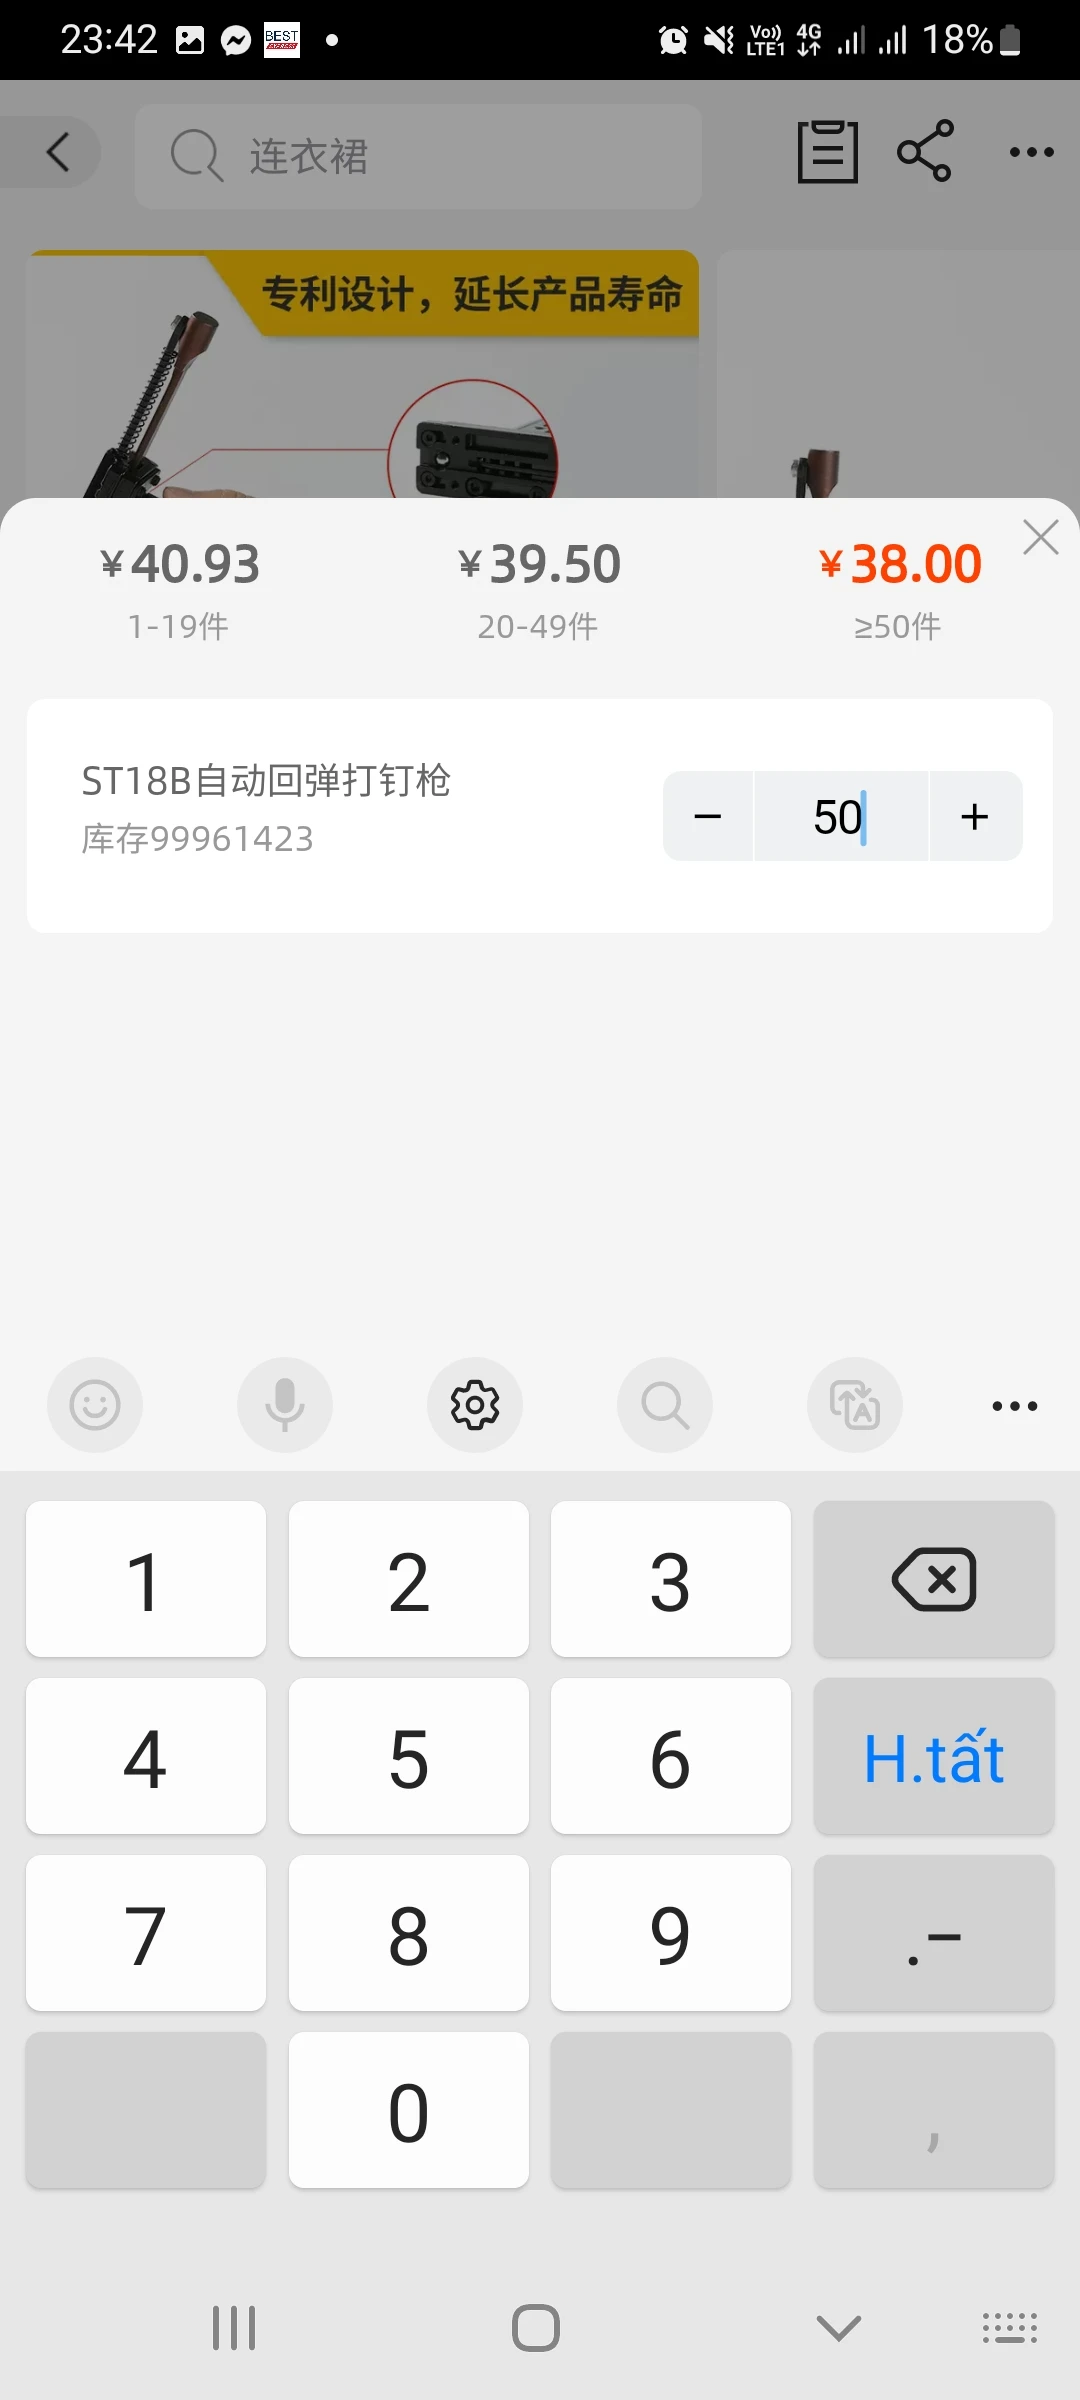 23:42 BEST EXPRESS Vo)) LTE1 4G 18%
连衣裙
专利设计，延长产品寿命
¥40.93 ¥39.50 ¥38.00
1-19件 20-49件 ≥50件
ST18B自动回弹打钉枪
库存99961423
− 50 +
A
1 2 3
4 5 6 H.tất
7 8 9 .−
0 ,